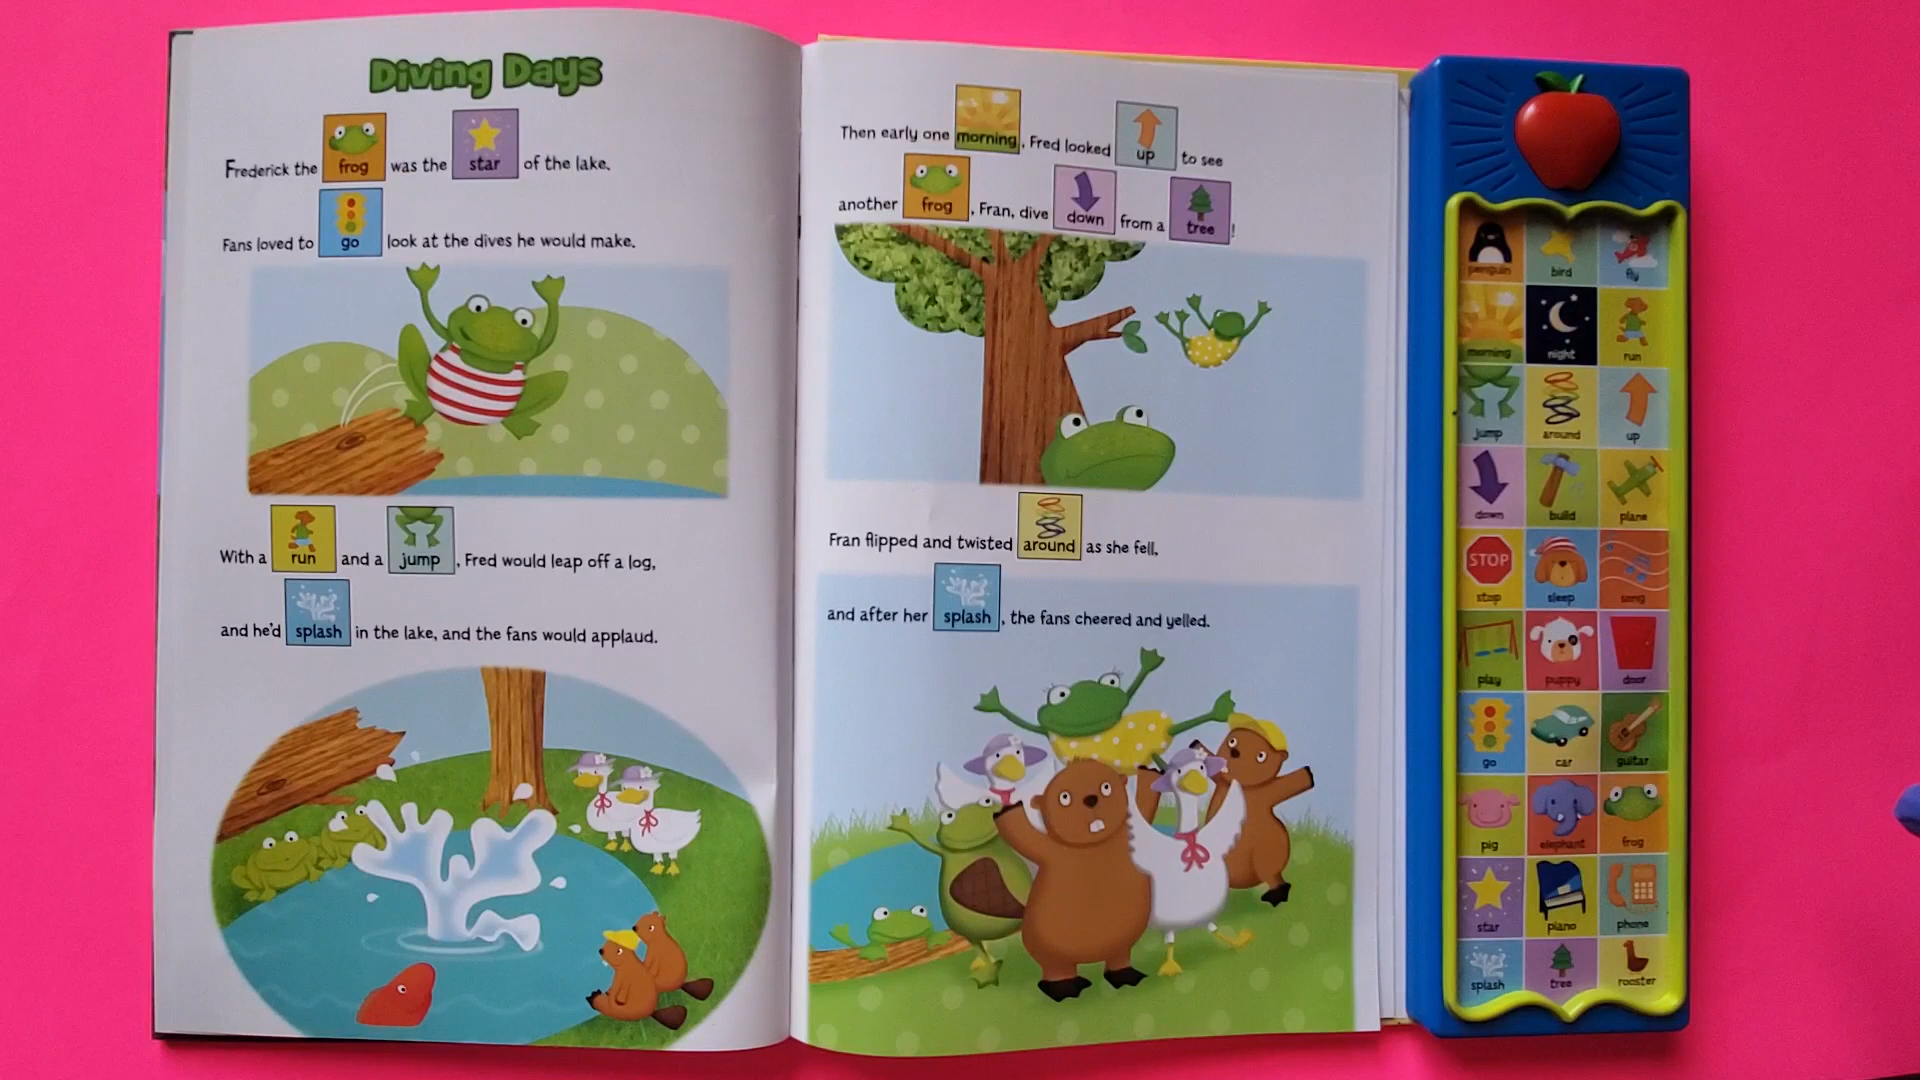 Diving Days
Frederick the frog was the star of the lake.
Fans loved to go look at the dives he would make.
With a run and a jump, Fred would leap off a log,
and he'd splash in the lake, and the fans would applaud.
Then early one morning, Fred looked up to see
another frog, Fran, dive down from a tree!
Fran flipped and twisted around as she fell,
and after her splash, the fans cheered and yelled.
penguin bird fly
morning night run
jump around up
down build plane
STOP
stop sleep song
play puppy door
go car guitar
pig elephant frog
star piano phone
splash tree rooster